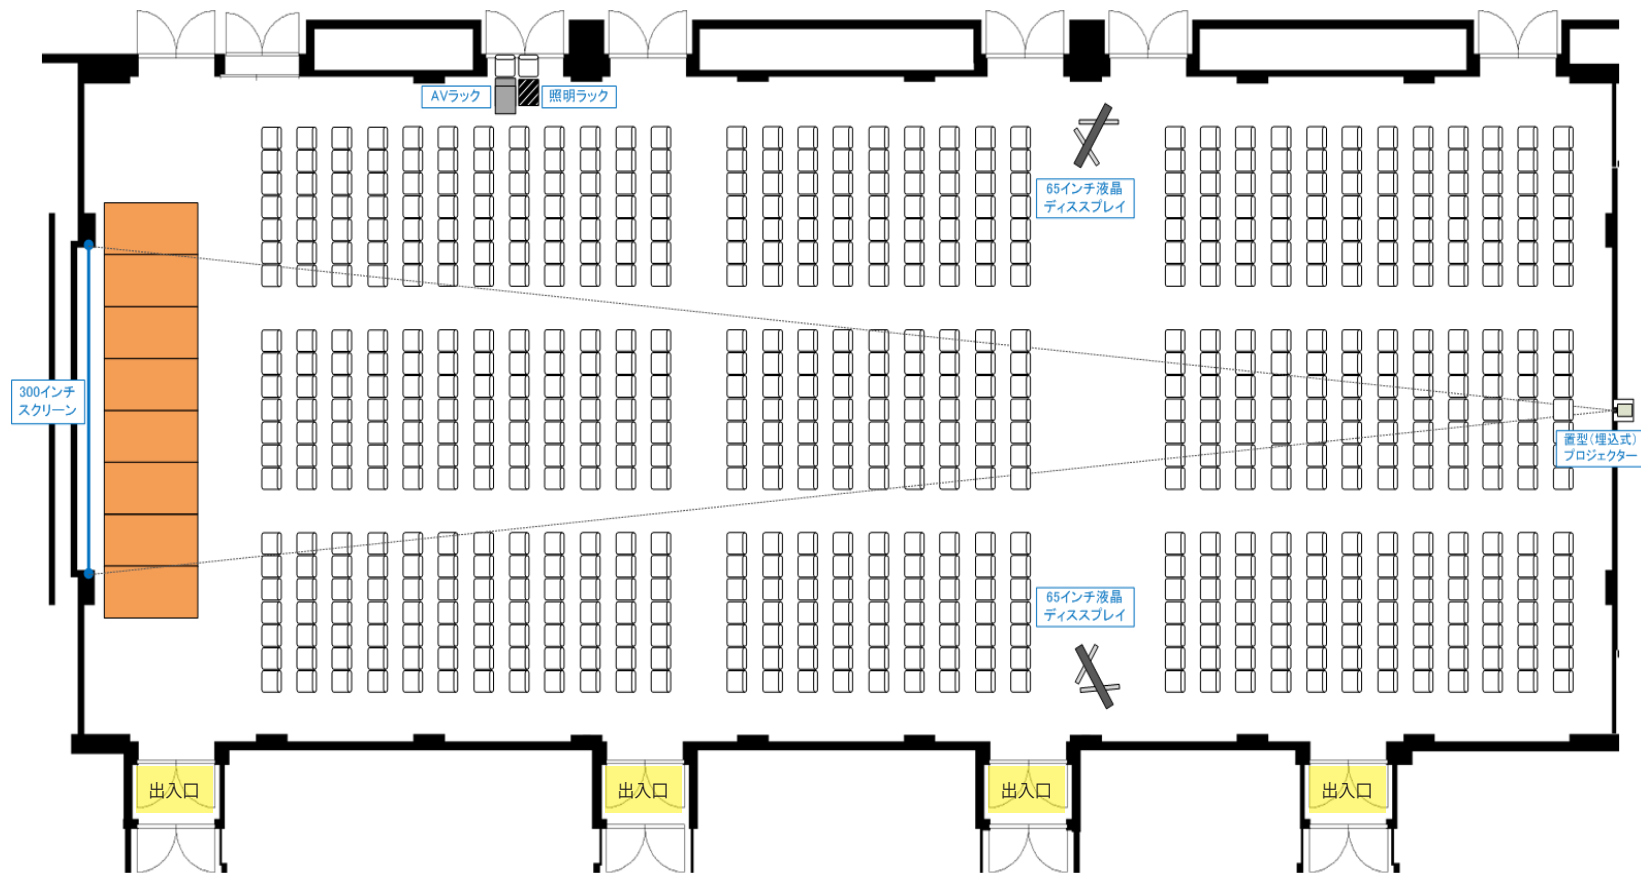 AVラック
照明ラック
65インチ液晶
ディススプレイ
300インチ
スクリーン
置型(埋込式)
プロジェクター
65インチ液晶
ディススプレイ
出入口
出入口
出入口
出入口